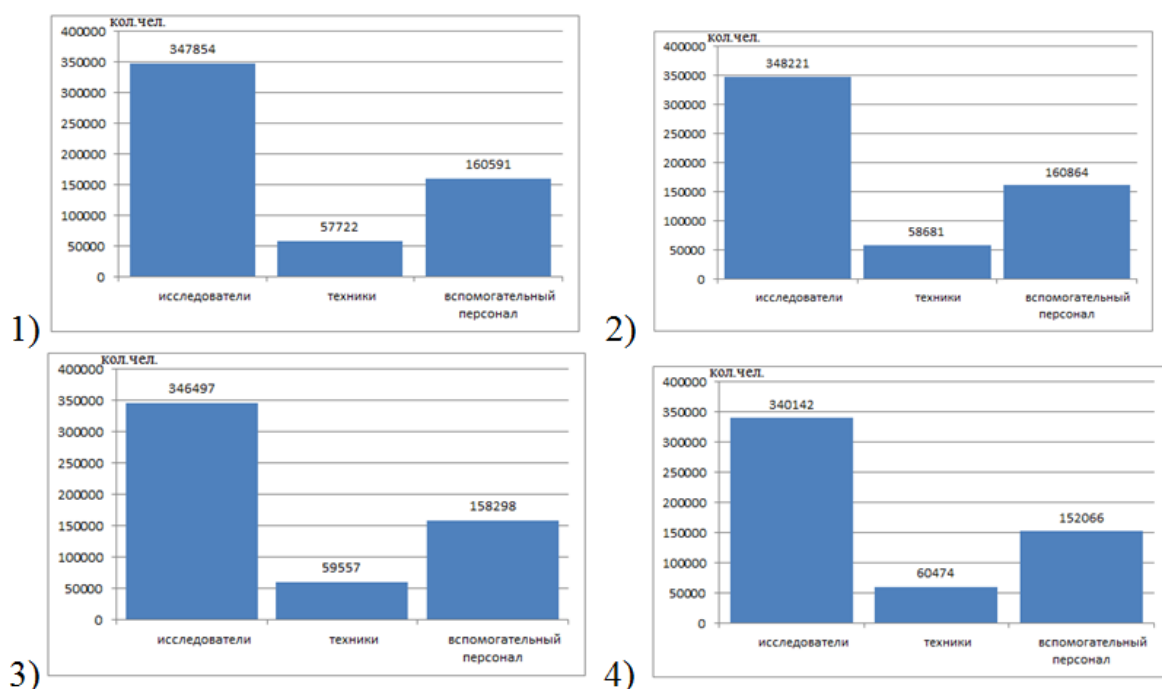 кол.чел.
400000
350000
300000
250000
200000
150000
100000
50000
0
347854
57722
160591
исследователи
техники
вспомогательный
персонал
1)
кол.чел.
400000
350000
300000
250000
200000
150000
100000
50000
0
348221
58681
160864
исследователи
техники
вспомогательный
персонал
2)
кол.чел.
400000
350000
300000
250000
200000
150000
100000
50000
0
346497
59557
158298
исследователи
техники
вспомогательный
персонал
3)
кол.чел.
400000
350000
300000
250000
200000
150000
100000
50000
0
340142
60474
152066
исследователи
техники
вспомогательный
персонал
4)